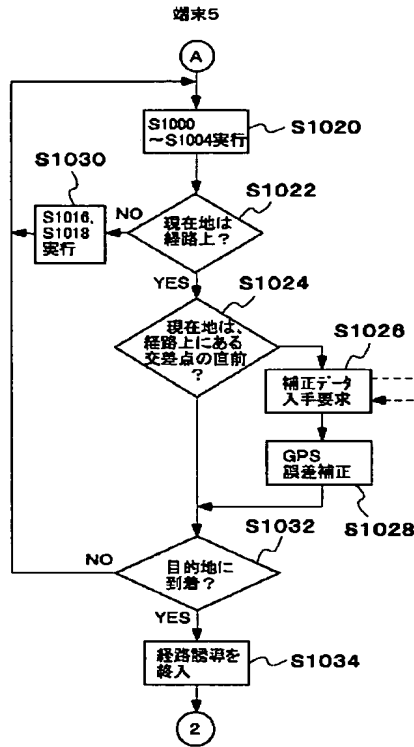 端末5
A
S1000
～S1004実行
S1020
S1030
S1016、
S1018
実行
NO
S1022
現在地は
経路上？
YES
S1024
現在地は、
経路上にある
交差点の直前
？
S1026
補正データ
入手要求
GPS
誤差補正
S1028
S1032
NO
目的地に
到着？
YES
経路誘導を
終入
S1034
2